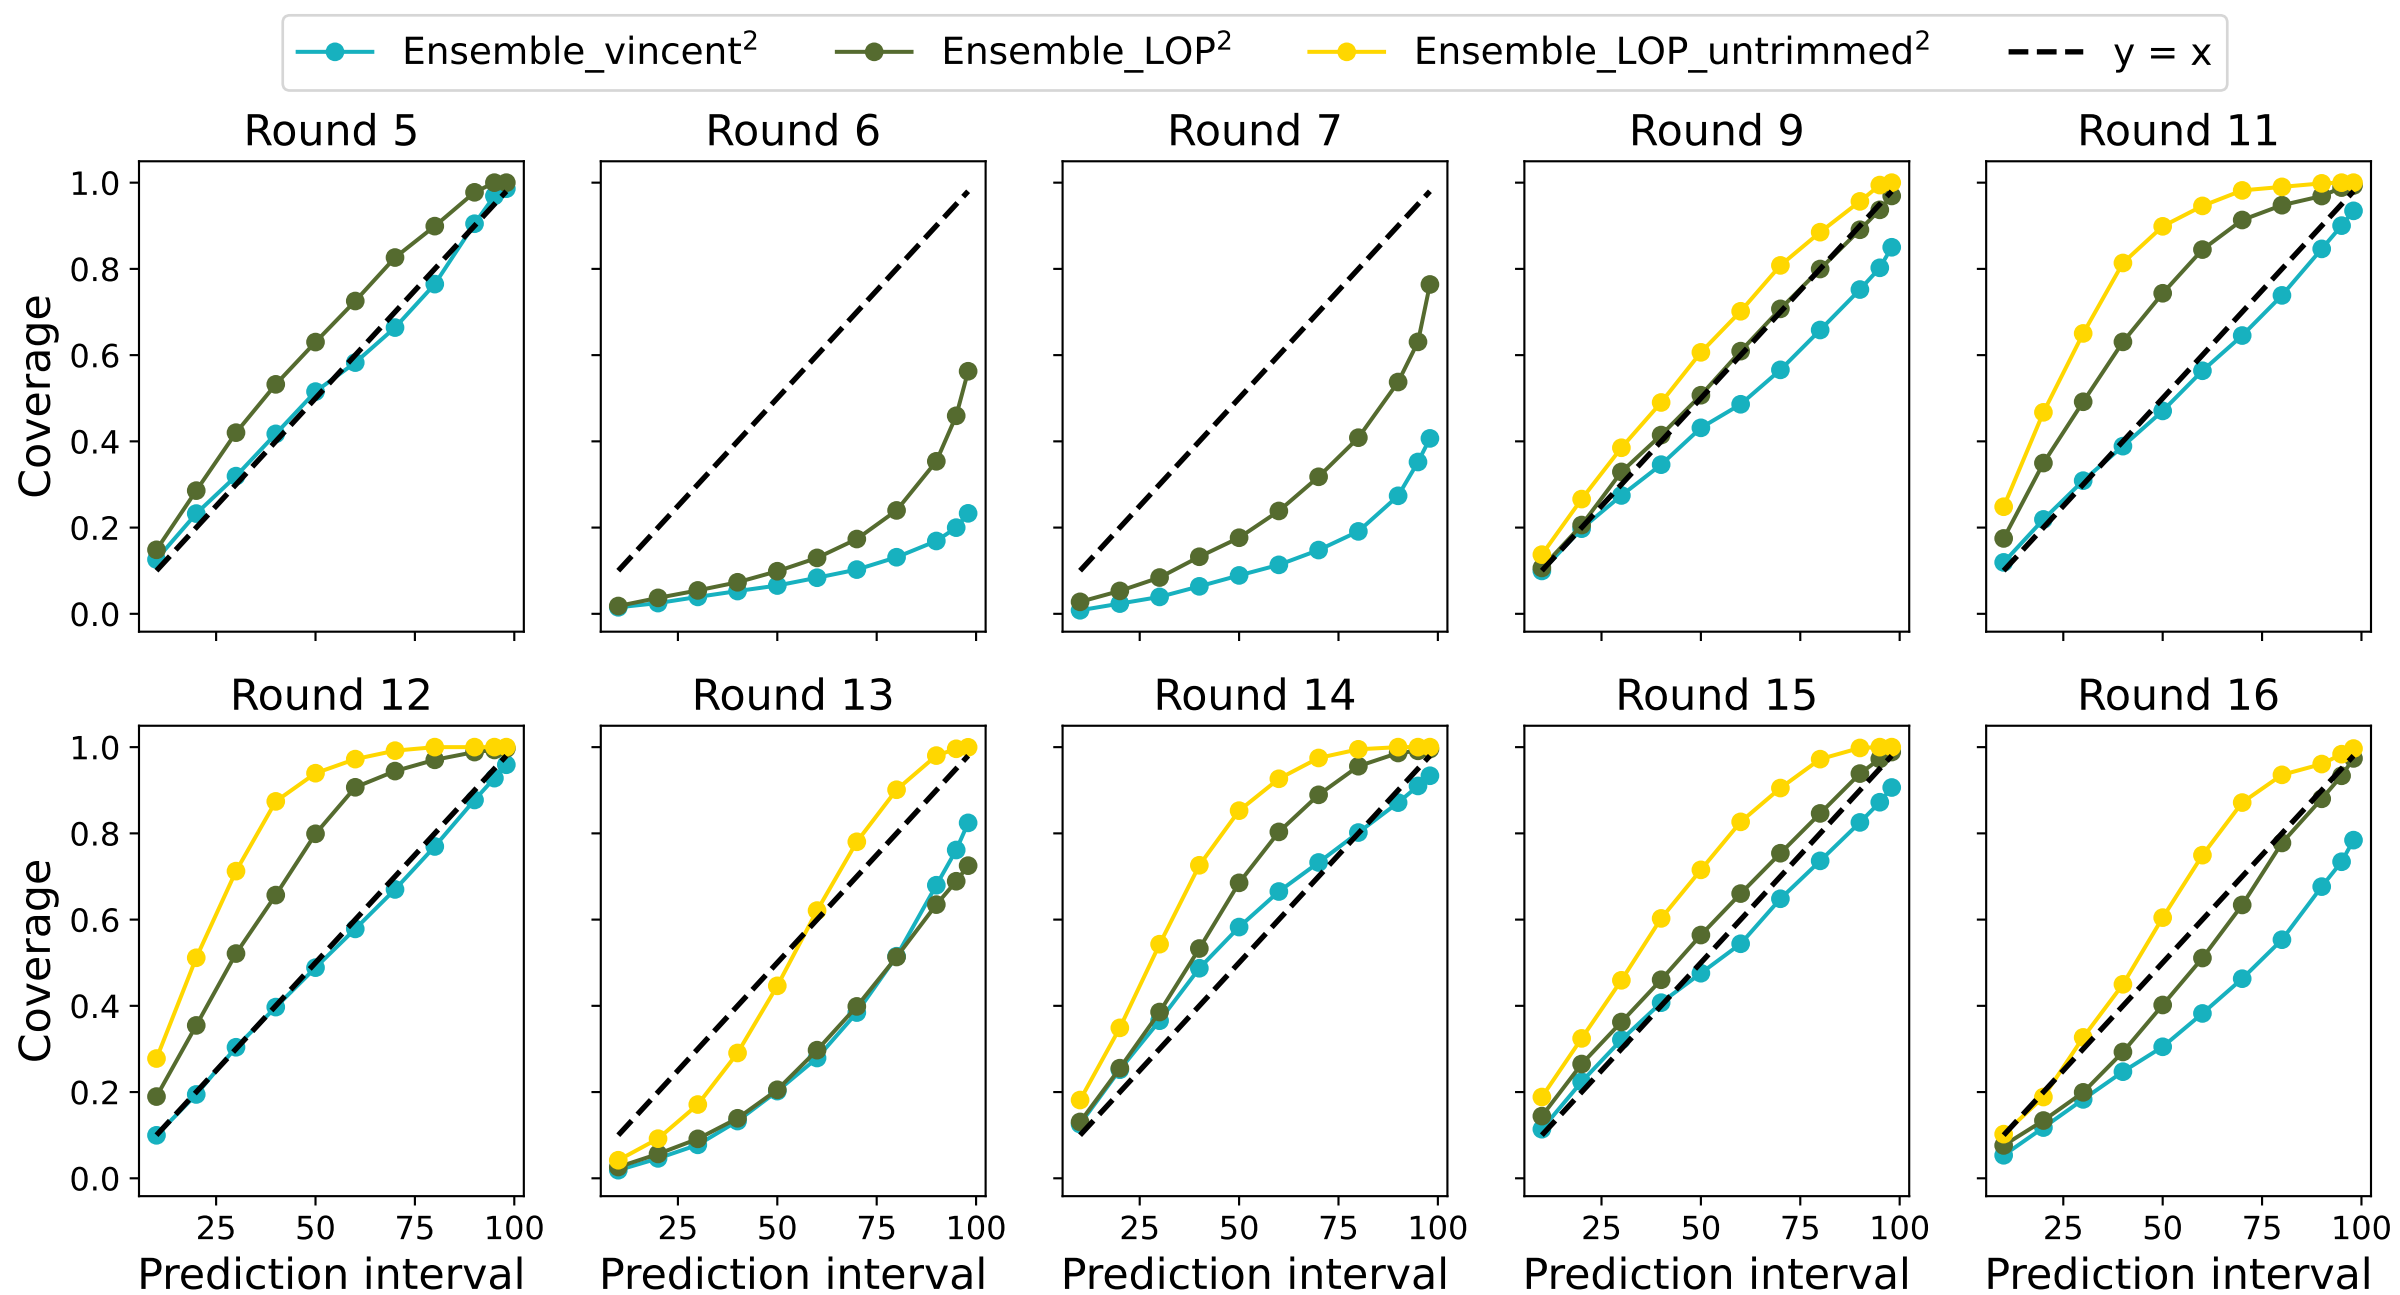 Ensemble_vincent² Ensemble_LOP² Ensemble_LOP_untrimmed² y = x
Round 5 Round 6 Round 7 Round 9 Round 11
1.0
0.8
0.6
0.4
0.2
0.0
Coverage
Round 12 Round 13 Round 14 Round 15 Round 16
1.0
0.8
0.6
0.4
0.2
0.0
Coverage
25 50 75 100 25 50 75 100 25 50 75 100 25 50 75 100 25 50 75 100
Prediction interval Prediction interval Prediction interval Prediction interval Prediction interval